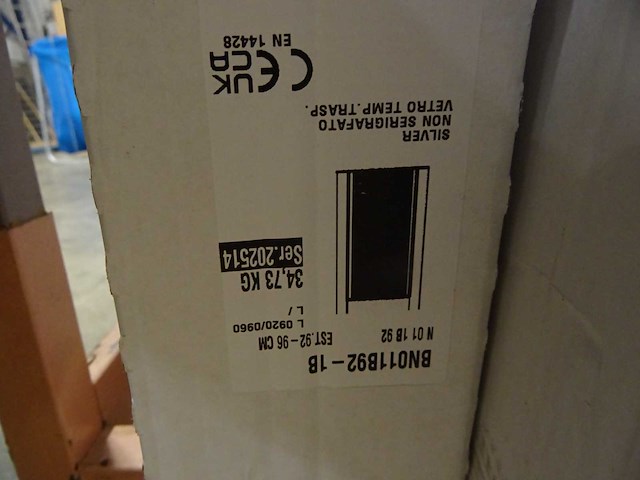 BN011B92-1B
N 01 1B 92
EST.92-96 CM
L 0920/0960
L /
34,73 KG
Ser.202514
SILVER
NON SERIGRAFATO
VETRO TEMP.TRASP.
CE
UK
CA
EN 14428